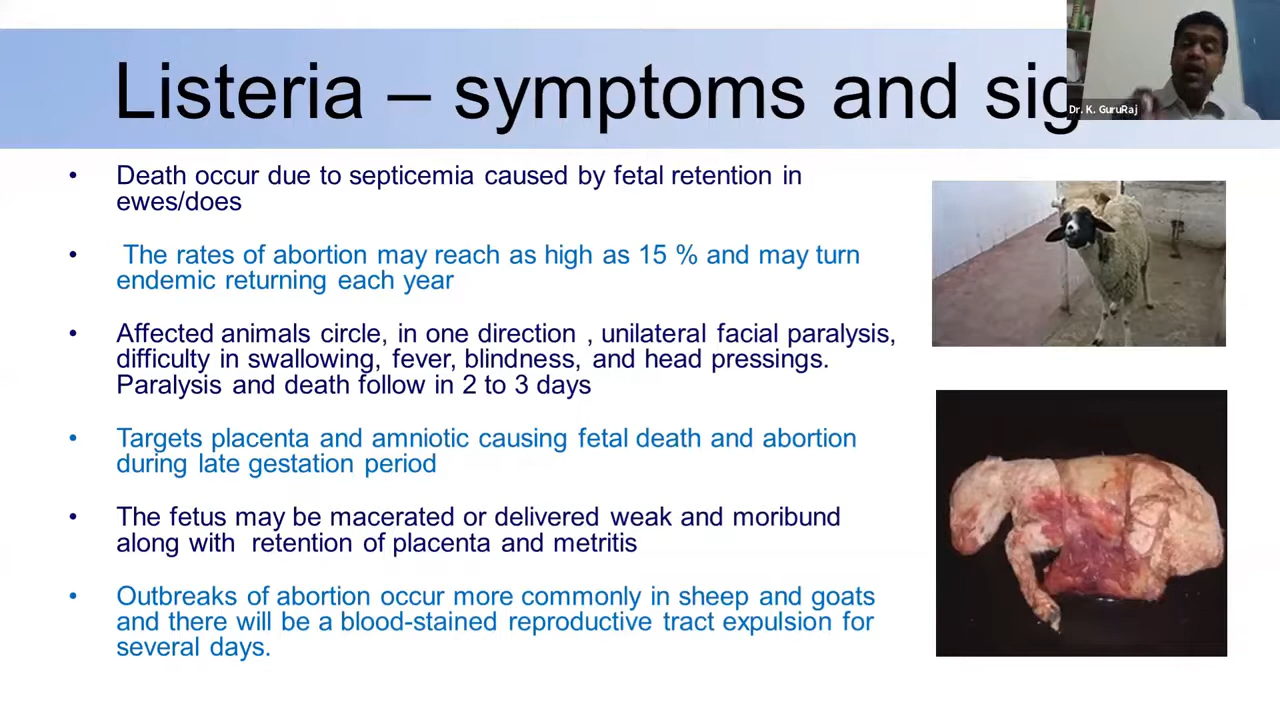 Listeria – symptoms and sig
Dr. K. GuruRaj
• Death occur due to septicemia caused by fetal retention in
ewes/does
• The rates of abortion may reach as high as 15 % and may turn
endemic returning each year
• Affected animals circle, in one direction , unilateral facial paralysis,
difficulty in swallowing, fever, blindness, and head pressings.
Paralysis and death follow in 2 to 3 days
• Targets placenta and amniotic causing fetal death and abortion
during late gestation period
• The fetus may be macerated or delivered weak and moribund
along with retention of placenta and metritis
• Outbreaks of abortion occur more commonly in sheep and goats
and there will be a blood-stained reproductive tract expulsion for
several days.